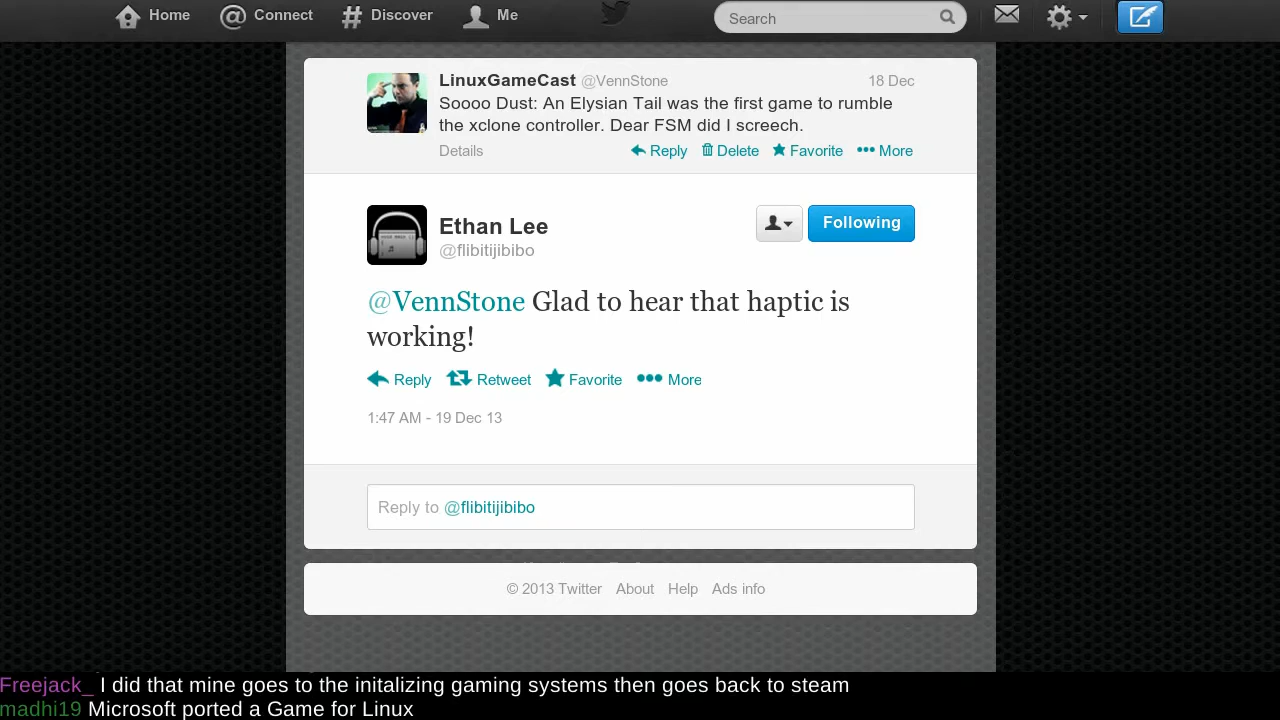 Home Connect Discover Me Search
LinuxGameCast @VennStone 18 Dec
Soooo Dust: An Elysian Tail was the first game to rumble
the xclone controller. Dear FSM did I screech.
Details Reply Delete Favorite More
Ethan Lee Following
@flibitijibibo
@VennStone Glad to hear that haptic is
working!
Reply Retweet Favorite More
1:47 AM - 19 Dec 13
Reply to @flibitijibibo
© 2013 Twitter About Help Ads info
Freejack_ I did that mine goes to the initalizing gaming systems then goes back to steam
madhi19 Microsoft ported a Game for Linux